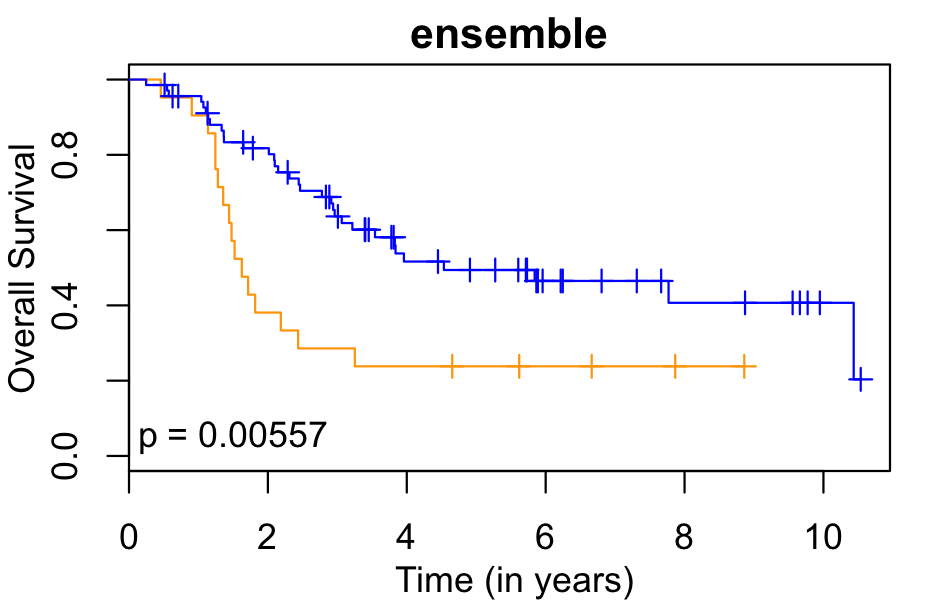 ensemble
Overall Survival
0.8
0.4
0.0
p = 0.00557
0 2 4 6 8 10
Time (in years)